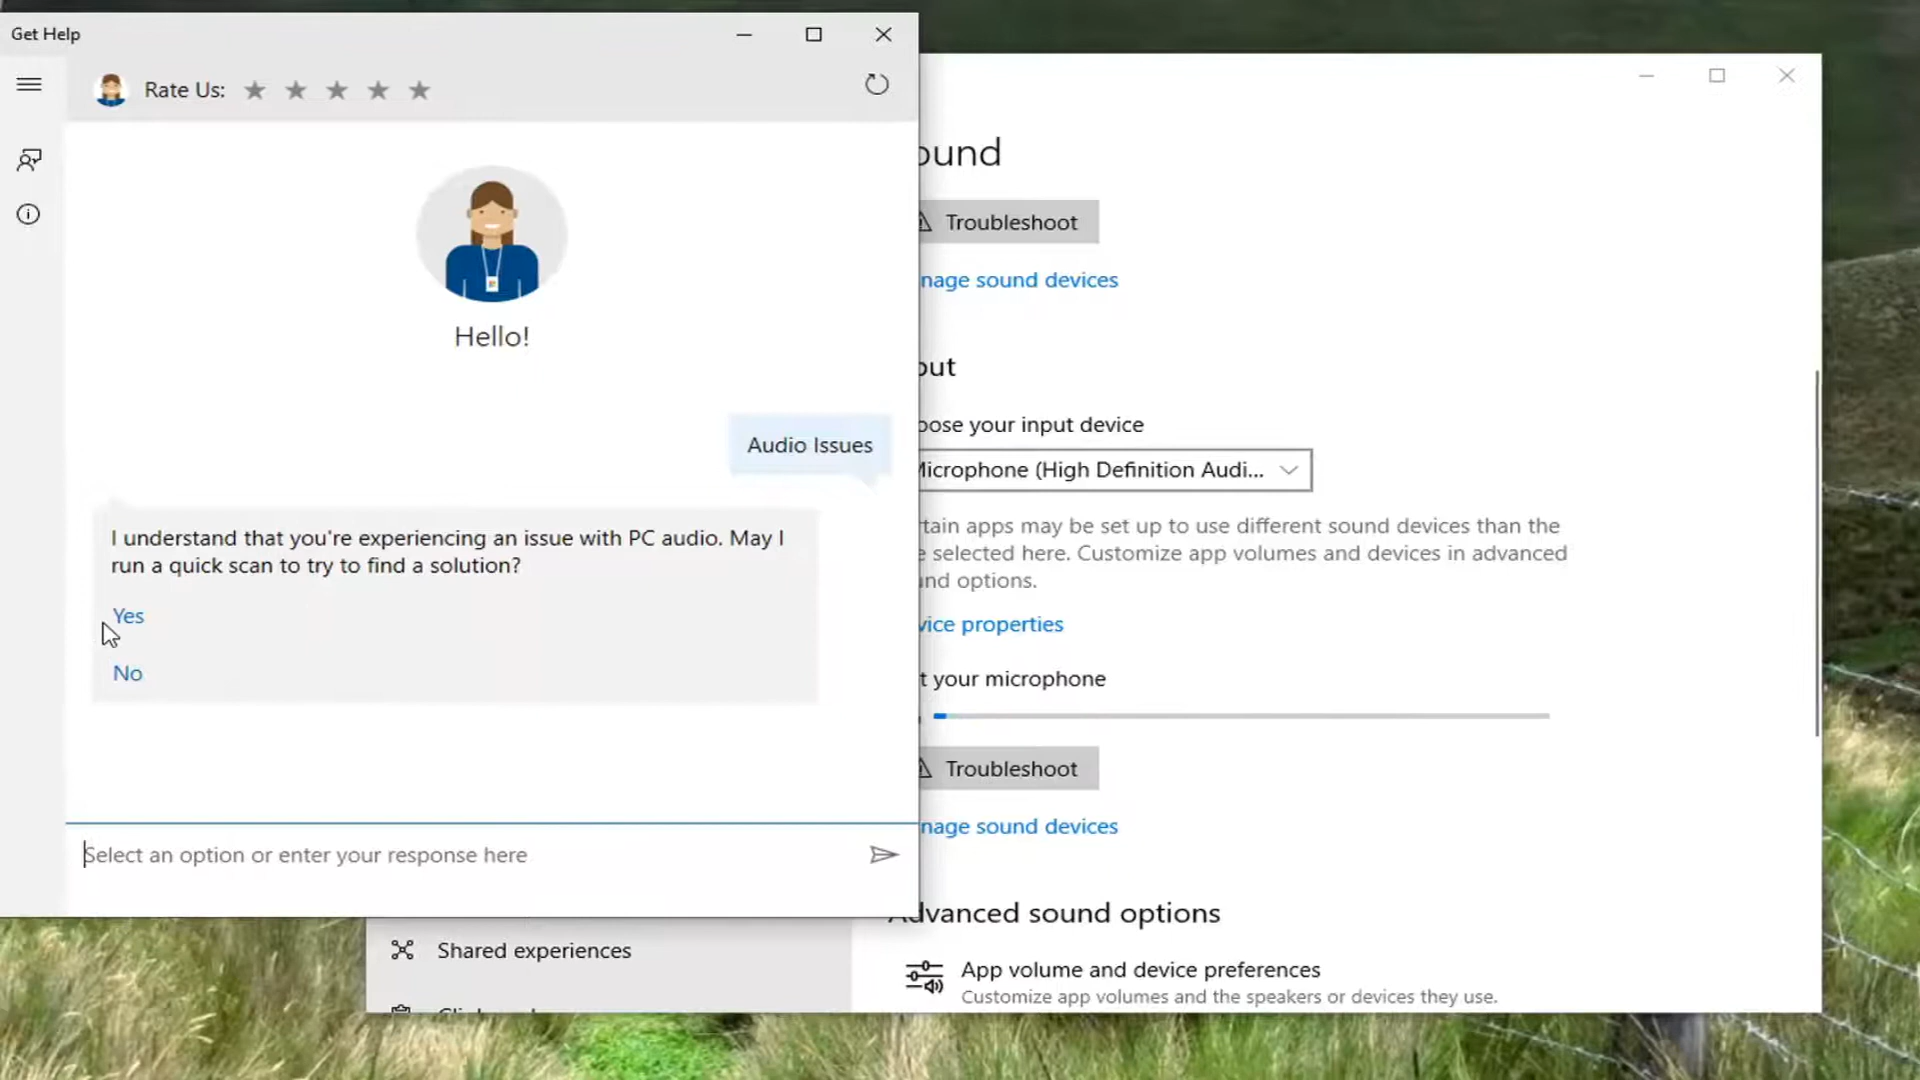 Get Help
Rate Us:
Hello!
Audio Issues
I understand that you're experiencing an issue with PC audio. May I
run a quick scan to try to find a solution?
Yes
No
Select an option or enter your response here
ound
Troubleshoot
nage sound devices
out
oose your input device
Microphone (High Definition Audi...
rtain apps may be set up to use different sound devices than the
e selected here. Customize app volumes and devices in advanced
und options.
vice properties
t your microphone
Troubleshoot
nage sound devices
Advanced sound options
App volume and device preferences
Customize app volumes and the speakers or devices they use.
Shared experiences